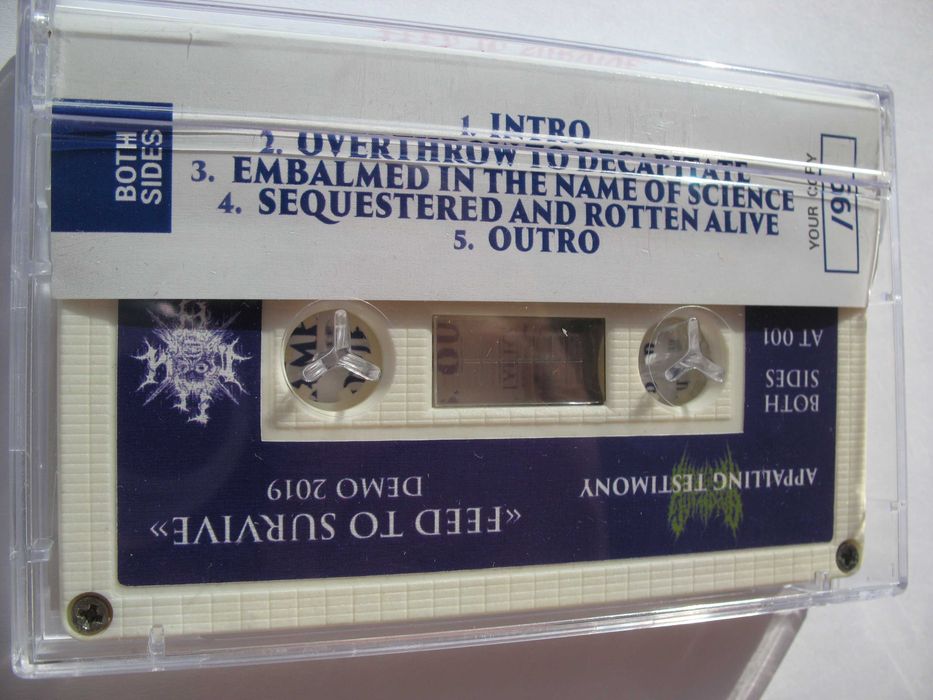 BOTH
SIDES
1. INTRO
2. OVERTHROW TO DECAPITATE
3. EMBALMED IN THE NAME OF SCIENCE
4. SEQUESTERED AND ROTTEN ALIVE
5. OUTRO
YOUR COPY
/99
«FEED TO SURVIVE»
DEMO 2019
APPALLING TESTIMONY
BOTH
SIDES
AT 001